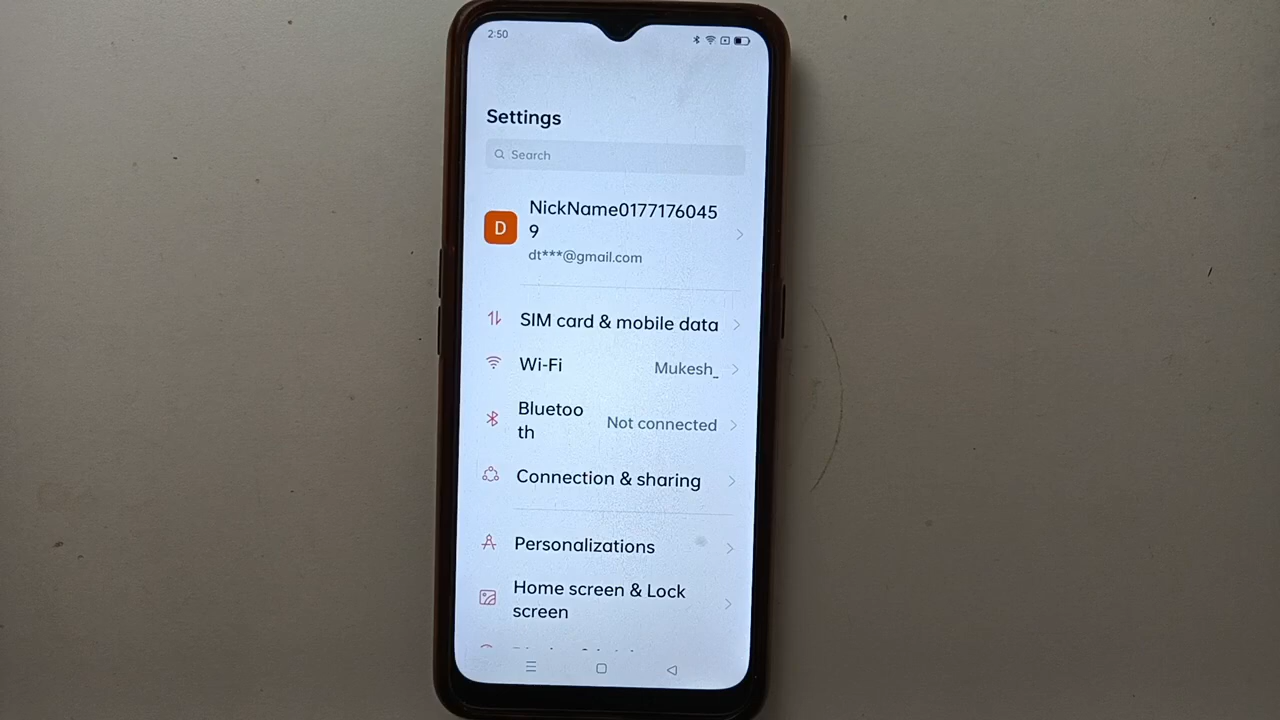 2:50
Settings
Search
D
NickName0177176045
9
dt***@gmail.com
SIM card & mobile data
Wi-Fi
Mukesh_
Bluetoo
th
Not connected
Connection & sharing
Personalizations
Home screen & Lock
screen